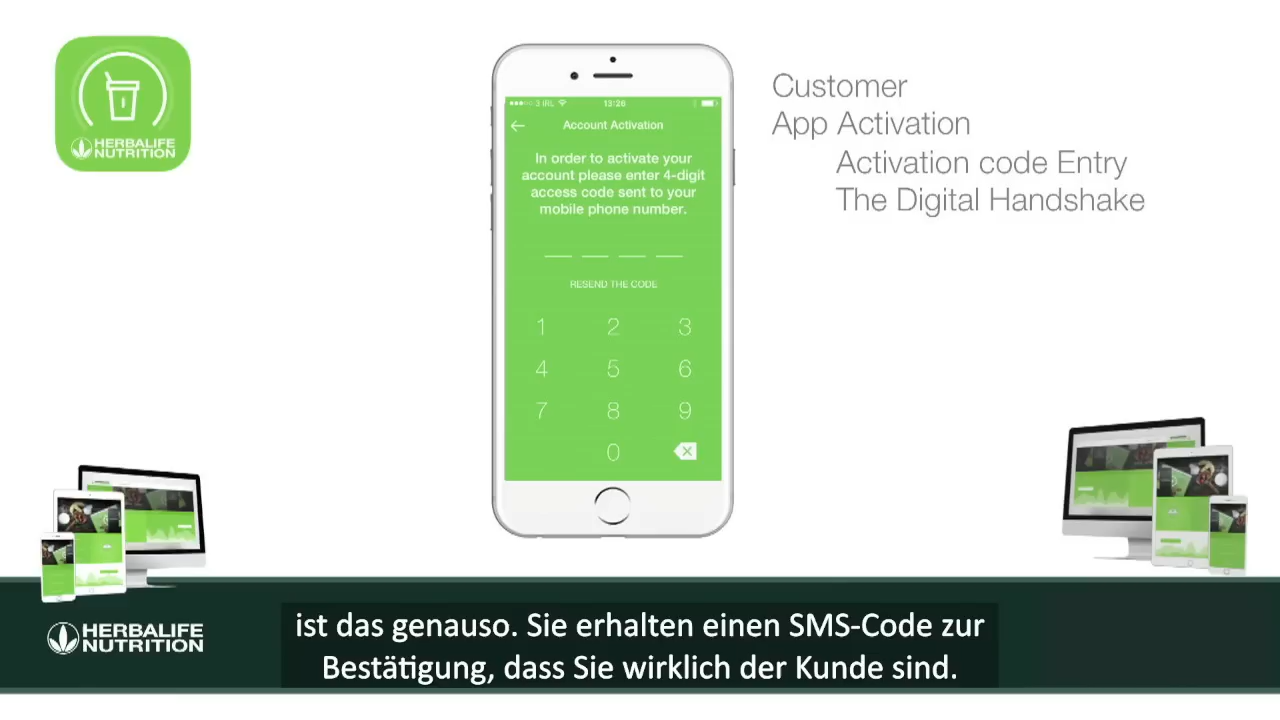 HERBALIFE
NUTRITION
3 IRL
13:26
Account Activation
In order to activate your
account please enter 4-digit
access code sent to your
mobile phone number.
RESEND THE CODE
1 2 3
4 5 6
7 8 9
0
Customer
App Activation
Activation code Entry
The Digital Handshake
HERBALIFE
NUTRITION
ist das genauso. Sie erhalten einen SMS-Code zur
Bestätigung, dass Sie wirklich der Kunde sind.